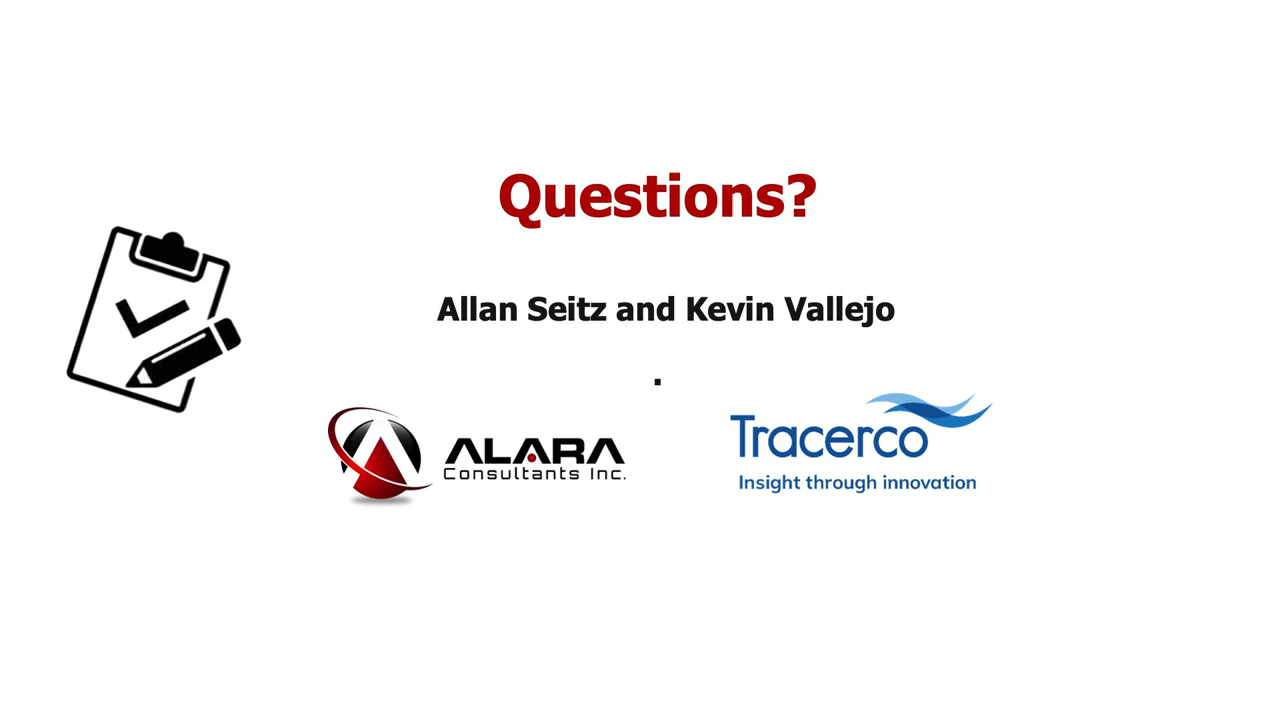 Questions?
Allan Seitz and Kevin Vallejo
.
ALARA
Consultants Inc.
Tracerco
Insight through innovation